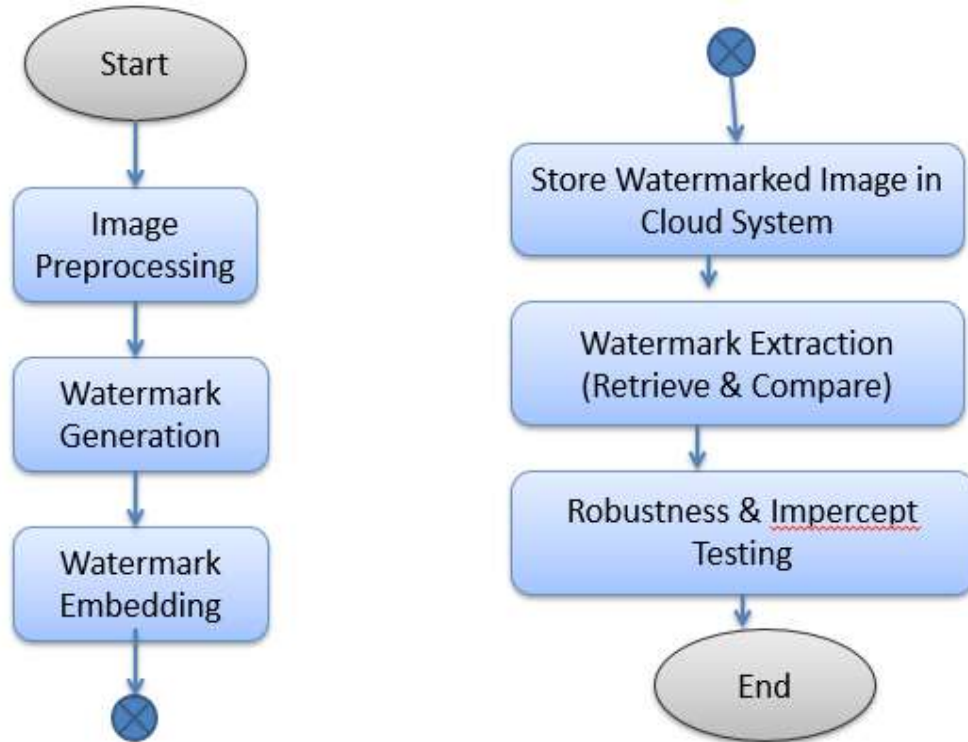 Start
Image
Preprocessing
Watermark
Generation
Watermark
Embedding
Store Watermarked Image in
Cloud System
Watermark Extraction
(Retrieve & Compare)
Robustness & Impercept
Testing
End